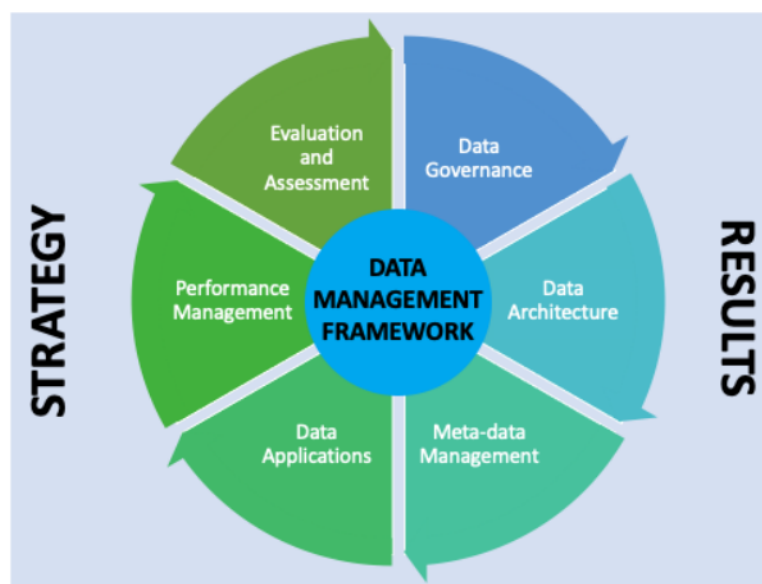 STRATEGY
Evaluation
and
Assessment
Data
Governance
Data
Architecture
Meta-data
Management
Data
Applications
Performance
Management
DATA
MANAGEMENT
FRAMEWORK
RESULTS